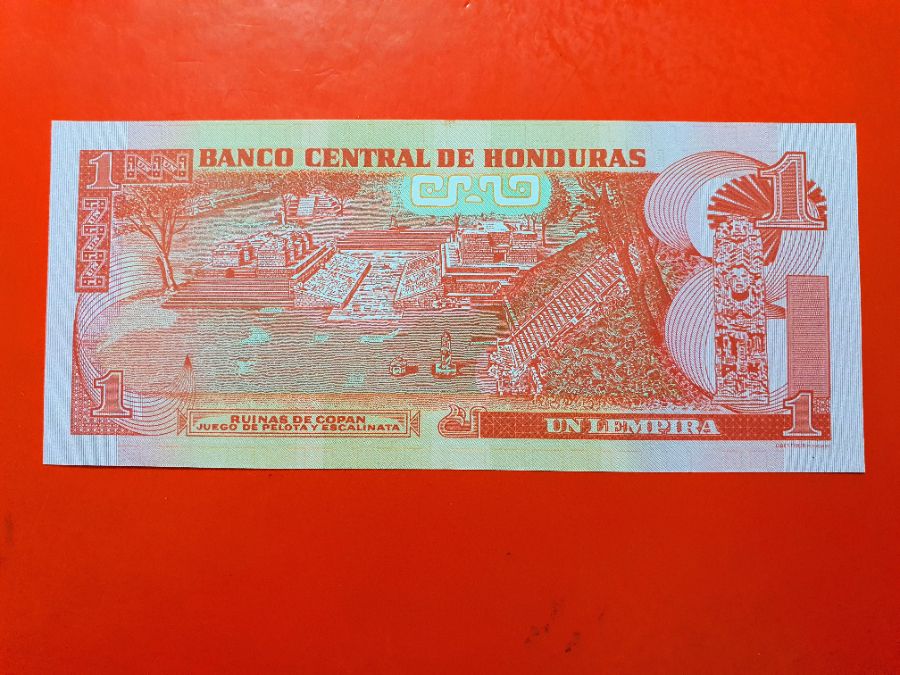 1
BANCO CENTRAL DE HONDURAS
1
1
RUINAS DE COPAN
JUEGO DE PELOTA Y ESCALINATA
UN LEMPIRA
1